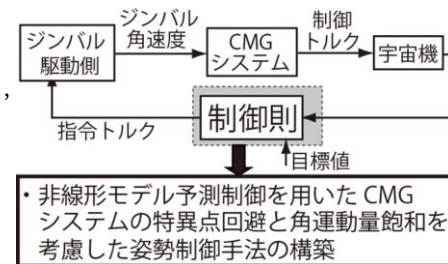 ジンバル
角速度
制御
トルク
ジンバル
駆動側
CMG
システム
宇宙機
,
指令トルク
制御則
目標値
・非線形モデル予測制御を用いた CMG
システムの特異点回避と角運動量飽和を
考慮した姿勢制御手法の構築